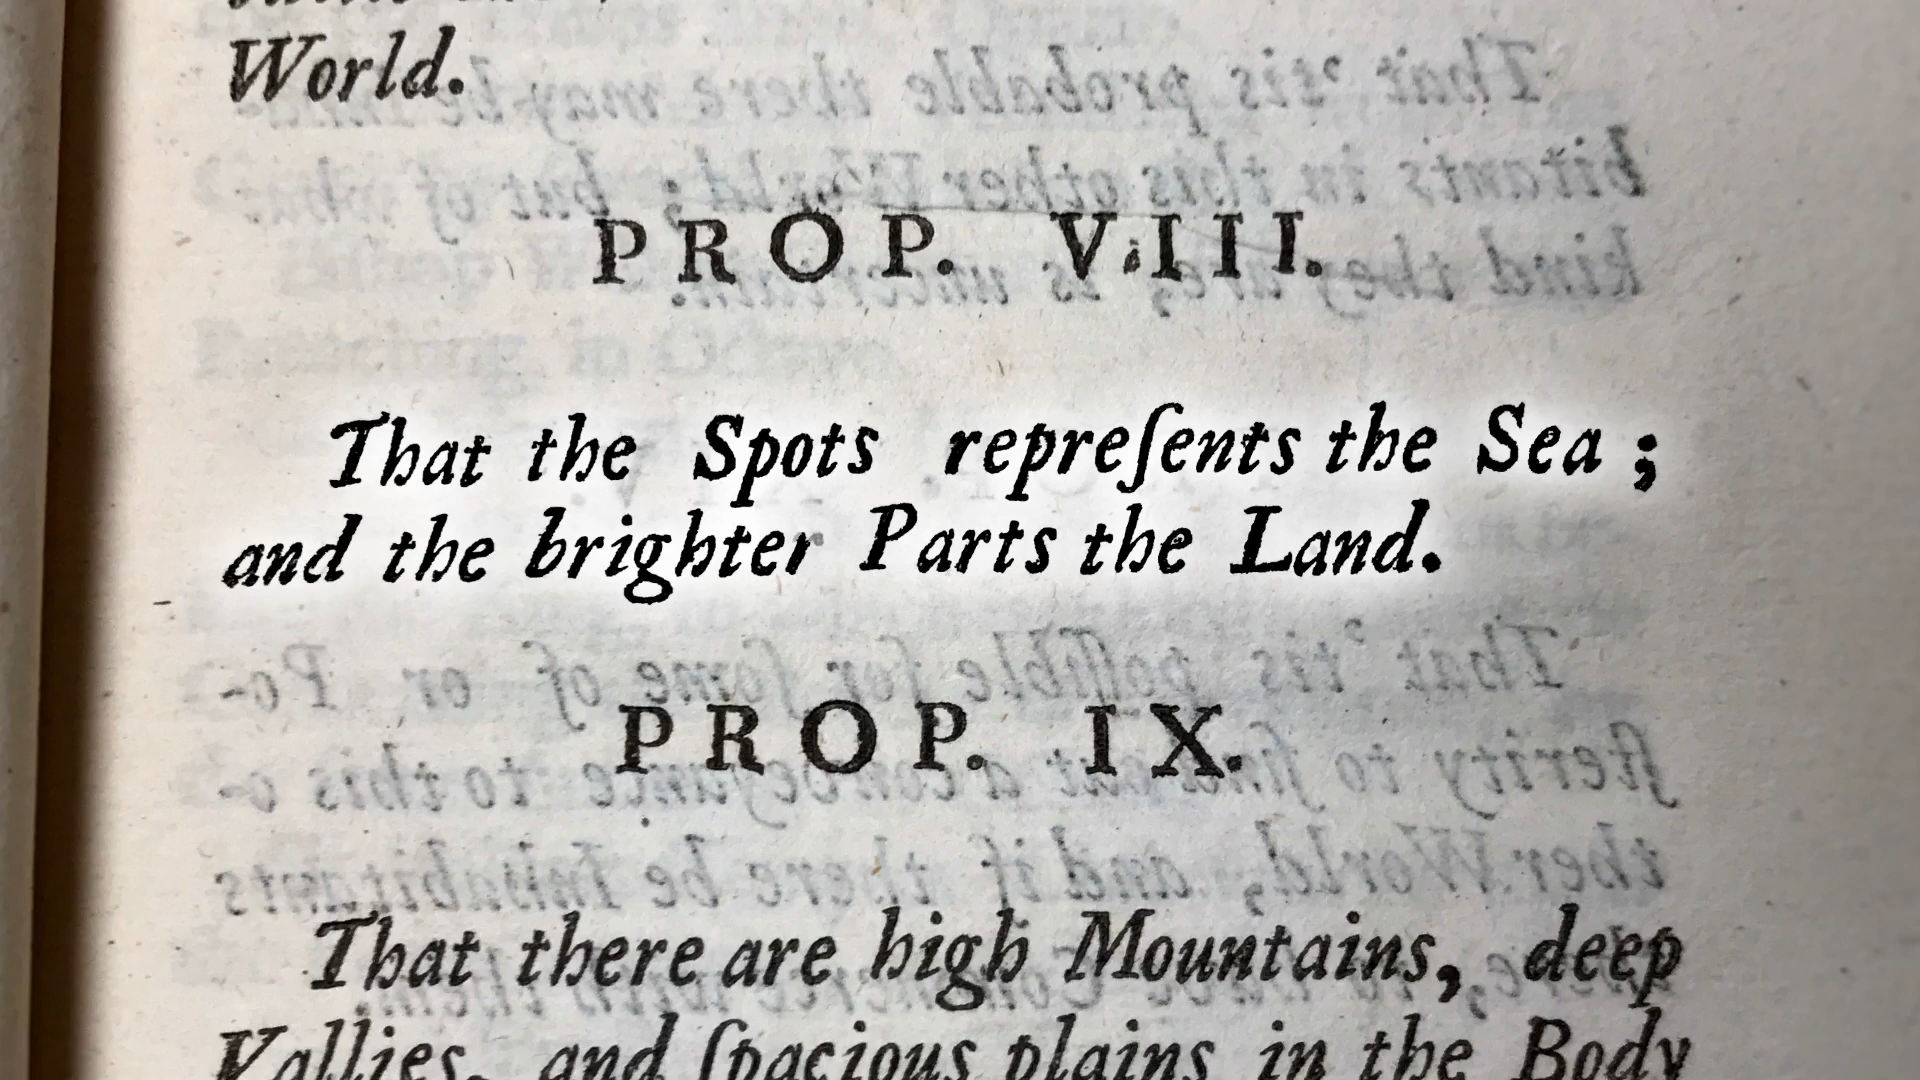 World.
PROP. VIII.
That the Spots repreſents the Sea ;
and the brighter Parts the Land.
PROP. IX.
That there are high Mountains, deep
Vallies, and ſpacious plains in the Body